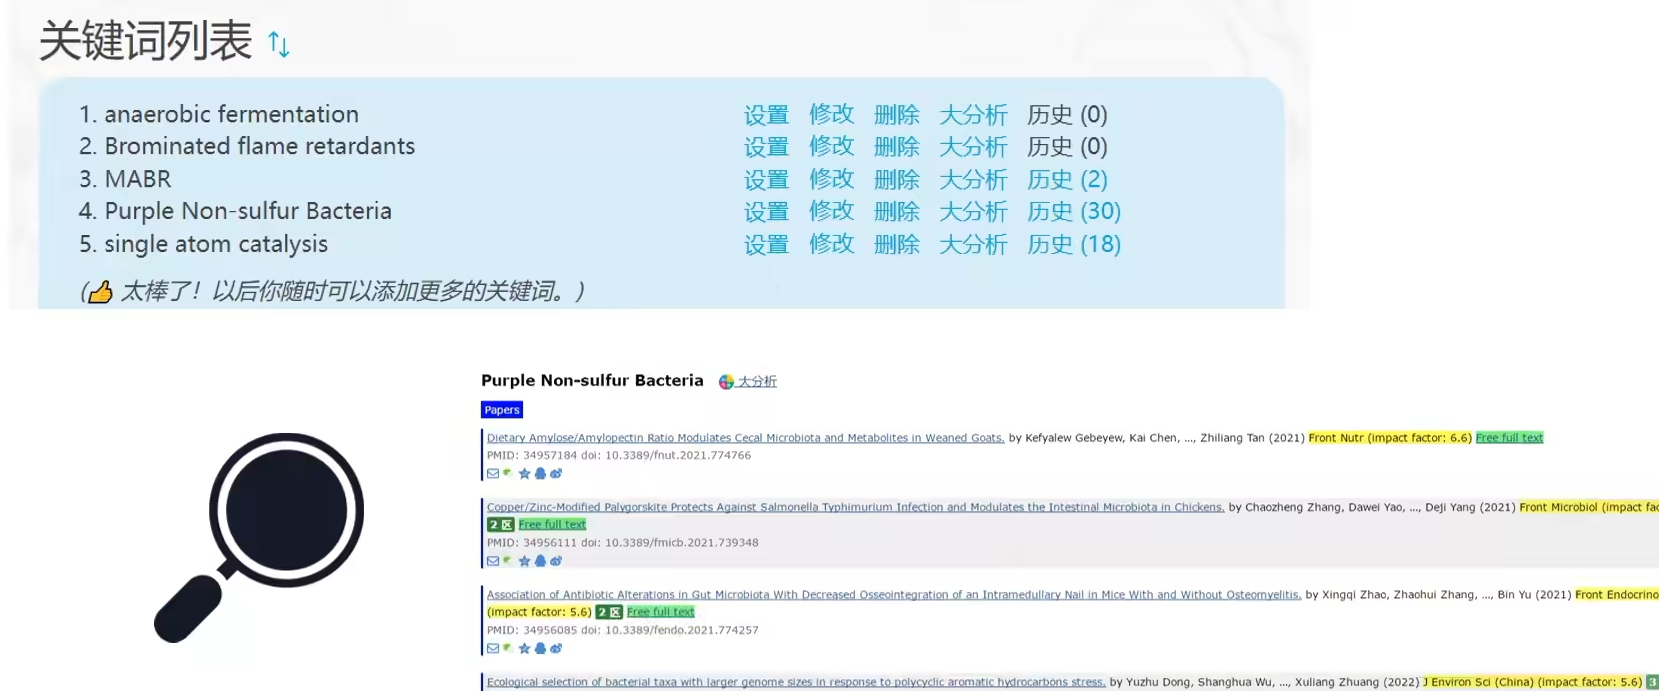 关键词列表
1. anaerobic fermentation 设置 修改 删除 大分析 历史 (0)
2. Brominated flame retardants 设置 修改 删除 大分析 历史 (0)
3. MABR 设置 修改 删除 大分析 历史 (2)
4. Purple Non-sulfur Bacteria 设置 修改 删除 大分析 历史 (30)
5. single atom catalysis 设置 修改 删除 大分析 历史 (18)
(👍 太棒了！以后你随时可以添加更多的关键词。)
Purple Non-sulfur Bacteria 大分析
Papers
Dietary Amylose/Amylopectin Ratio Modulates Cecal Microbiota and Metabolites in Weaned Goats. by Kefyalew Gebeyew, Kai Chen, ..., Zhiliang Tan (2021) Front Nutr (impact factor: 6.6) Free full text
PMID: 34957184 doi: 10.3389/fnut.2021.774766
Copper/Zinc-Modified Palygorskite Protects Against Salmonella Typhimurium Infection and Modulates the Intestinal Microbiota in Chickens. by Chaozheng Zhang, Dawei Yao, ..., Deji Yang (2021) Front Microbiol (impact fac
2 区 Free full text
PMID: 34956111 doi: 10.3389/fmicb.2021.739348
Association of Antibiotic Alterations in Gut Microbiota With Decreased Osseointegration of an Intramedullary Nail in Mice With and Without Osteomyelitis. by Xingqi Zhao, Zhaohui Zhang, ..., Bin Yu (2021) Front Endocrino
(impact factor: 5.6) 2 区 Free full text
PMID: 34956085 doi: 10.3389/fendo.2021.774257
Ecological selection of bacterial taxa with larger genome sizes in response to polycyclic aromatic hydrocarbons stress. by Yuzhu Dong, Shanghua Wu, ..., Xuliang Zhuang (2022) J Environ Sci (China) (impact factor: 5.6) 3